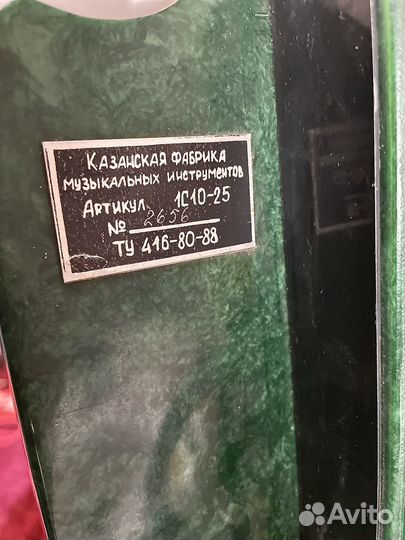 КАЗАНСКАЯ ФАБРИКА
МУЗЫКАЛЬНЫХ ИНСТРУМЕНТОВ
АРТИКУЛ 1С10-25
№ 2656
ТУ 416-80-88
Avito